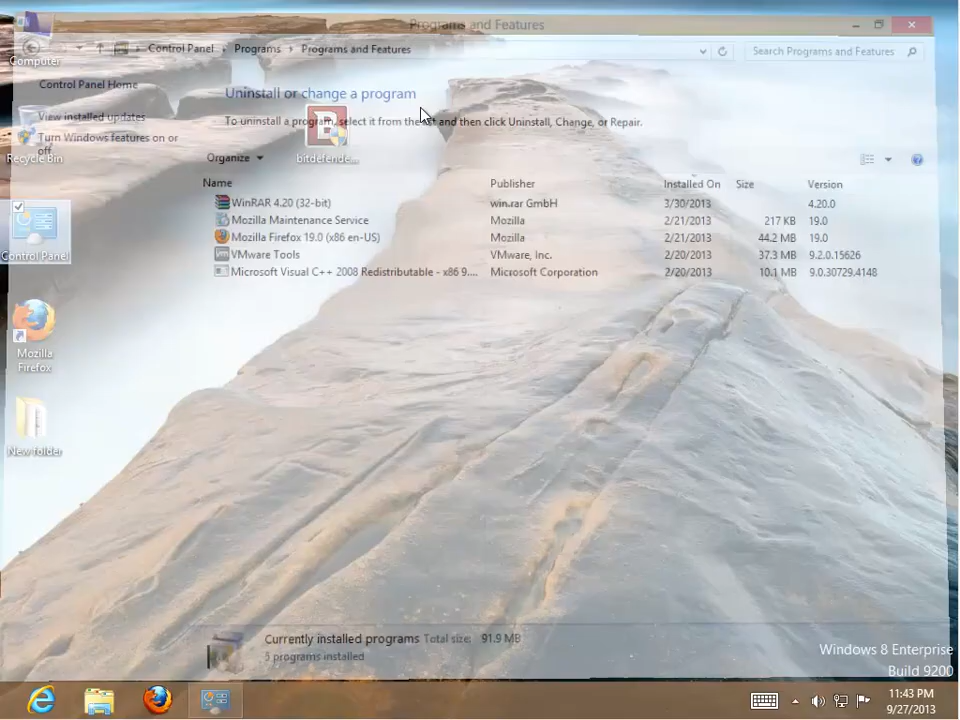 Programs and Features
Control Panel Programs Programs and Features
Search Programs and Features
Computer
Control Panel Home
Uninstall or change a program
View installed updates
To uninstall a program, select it from the list and then click Uninstall, Change, or Repair.
Turn Windows features on or
off
Recycle Bin
bitdefende...
Organize
Name Publisher Installed On Size Version
WinRAR 4.20 (32-bit) win.rar GmbH 3/30/2013 4.20.0
Mozilla Maintenance Service Mozilla 2/21/2013 217 KB 19.0
Mozilla Firefox 19.0 (x86 en-US) Mozilla 2/21/2013 44.2 MB 19.0
VMware Tools VMware, Inc. 2/20/2013 37.3 MB 9.2.0.15626
Microsoft Visual C++ 2008 Redistributable - x86 9.... Microsoft Corporation 2/20/2013 10.1 MB 9.0.30729.4148
Control Panel
Mozilla
Firefox
New folder
Currently installed programs Total size: 91.9 MB
5 programs installed
Windows 8 Enterprise
Build 9200
11:43 PM
9/27/2013